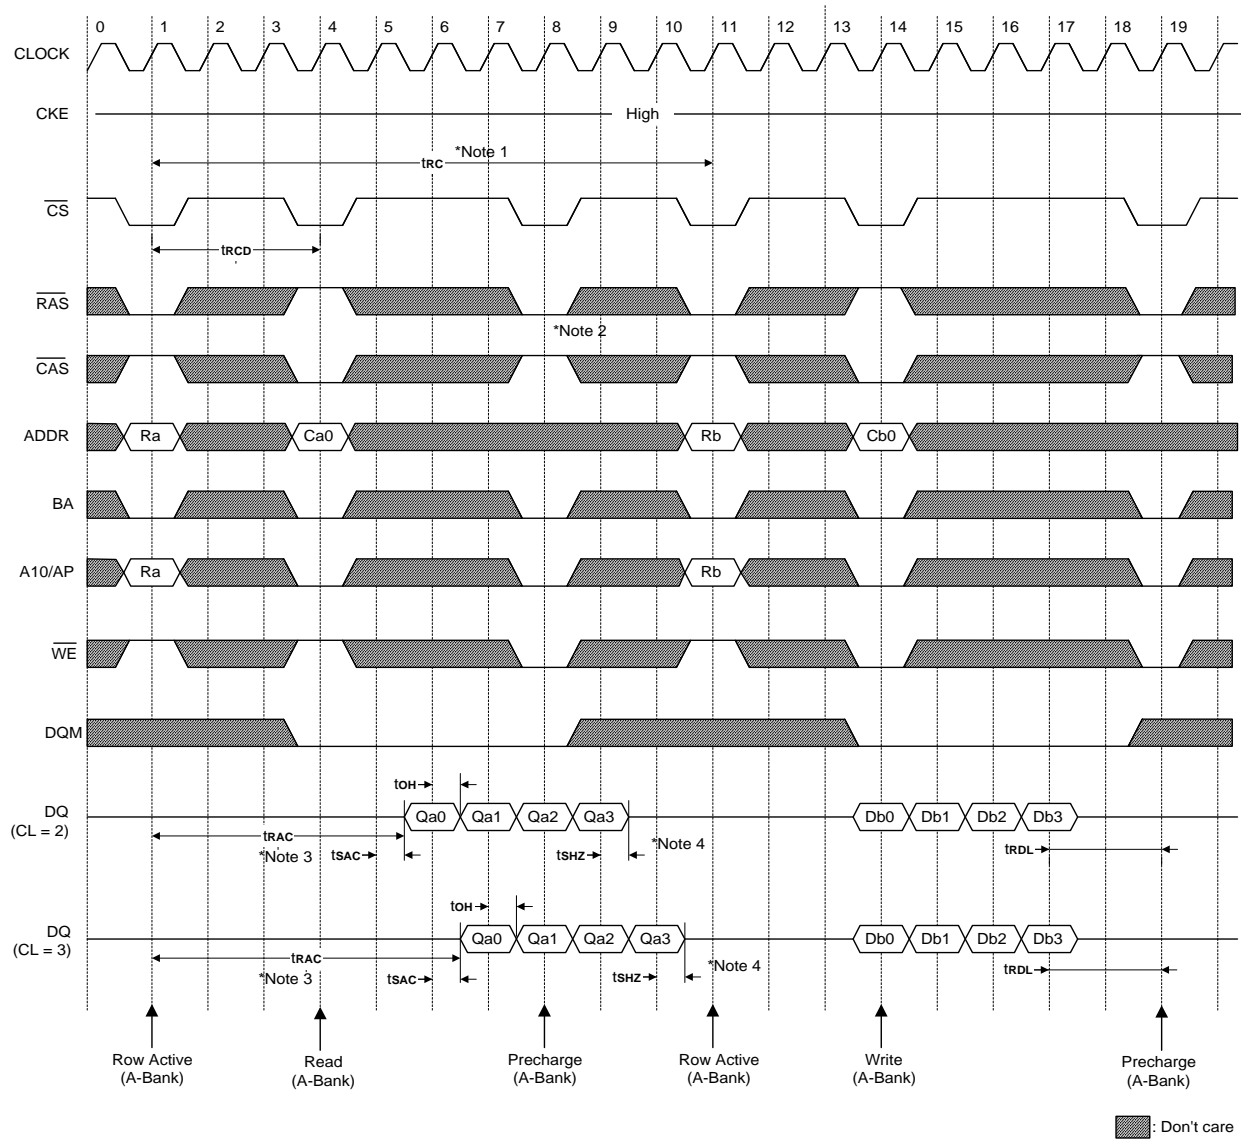 0 1 2 3 4 5 6 7 8 9 10 11 12 13 14 15 16 17 18 19
CLOCK
CKE High
*Note 1
tRC
CS
tRCD
RAS
*Note 2
CAS
ADDR Ra Ca0 Rb Cb0
BA
A10/AP Ra Rb
WE
DQM
tOH
DQ
(CL = 2)
Qa0 Qa1 Qa2 Qa3 Db0 Db1 Db2 Db3
tRAC
*Note 3 tSAC tSHZ *Note 4 tRDL
tOH
DQ
(CL = 3)
Qa0 Qa1 Qa2 Qa3 Db0 Db1 Db2 Db3
tRAC
*Note 3 tSAC tSHZ *Note 4 tRDL
Row Active
(A-Bank)
Read
(A-Bank)
Precharge
(A-Bank)
Row Active
(A-Bank)
Write
(A-Bank)
Precharge
(A-Bank)
: Don't care